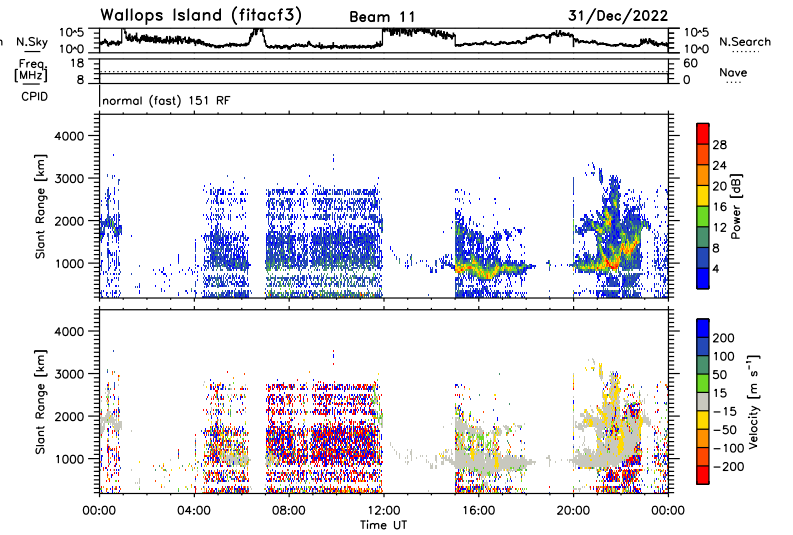 Wallops Island (fitacf3) Beam 11 31/Dec/2022
N.Sky 10^5 10^5 N.Search
10^0 10^0
Freq. 18 60
[MHz] 8 0 Nave
CPID normal (fast) 151 RF
Slant Range [km]
4000
3000
2000
1000
28
24
20
16
12
8
4
Power [dB]
Slant Range [km]
4000
3000
2000
1000
200
100
50
15
-15
-50
-100
-200
Velocity [m s⁻¹]
00:00 04:00 08:00 12:00 16:00 20:00 00:00
Time UT